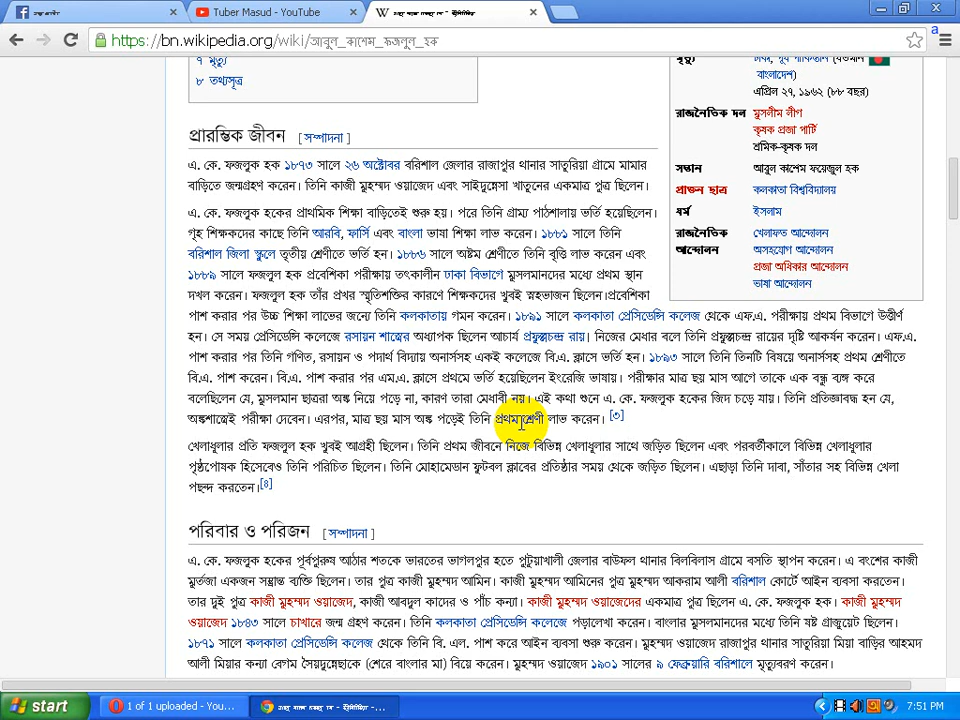 Tuber Masud - YouTube
https://bn.wikipedia.org/wiki/আবুল_কাশেম_ফজলুল_হক
৭ মৃত্যু
৮ তথ্যসূত্র
মৃত্যু ঢাকা, পূর্ব পাকিস্তান (বর্তমান
বাংলাদেশ)
এপ্রিল ২৭, ১৯৬২ (৮৮ বছর)
রাজনৈতিক দল মুসলীম লীগ
কৃষক প্রজা পার্টি
শ্রমিক-কৃষক দল
সন্তান আবুল কাশেম ফায়েজুল হক
প্রাক্তন ছাত্র কলকাতা বিশ্ববিদ্যালয়
ধর্ম ইসলাম
রাজনৈতিক আন্দোলন খেলাফত আন্দোলন
অসহযোগ আন্দোলন
প্রজা অধিকার আন্দোলন
ভাষা আন্দোলন
প্রারম্ভিক জীবন [ সম্পাদনা ]
এ. কে. ফজলুক হক ১৮৭৩ সালে ২৬ অক্টোবর বরিশাল জেলার রাজাপুর থানার সাতুরিয়া গ্রামে মামার
বাড়িতে জন্মগ্রহণ করেন। তিনি কাজী মুহম্মদ ওয়াজেদ এবং সাইদুন্নেসা খাতুনের একমাত্র পুত্র ছিলেন।
এ. কে. ফজলুক হকের প্রাথমিক শিক্ষা বাড়িতেই শুরু হয়। পরে তিনি গ্রাম্য পাঠশালায় ভর্তি হয়েছিলেন।
গৃহ শিক্ষকদের কাছে তিনি আরবি, ফার্সি এবং বাংলা ভাষা শিক্ষা লাভ করেন। ১৮৮১ সালে তিনি
বরিশাল জিলা স্কুলে তৃতীয় শ্রেণীতে ভর্তি হন। ১৮৮৬ সালে অষ্টম শ্রেণীতে তিনি বৃত্তি লাভ করেন এবং
১৮৮৯ সালে ফজলুল হক প্রবেশিকা পরীক্ষায় তৎকালীন ঢাকা বিভাগে মুসলমানদের মধ্যে প্রথম স্থান
দখল করেন। ফজলুল হক তাঁর প্রখর স্মৃতিশক্তির কারণে শিক্ষকদের খুবই স্নহভাজন ছিলেন।প্রবেশিকা
পাশ করার পর উচ্চ শিক্ষা লাভের জন্যে তিনি কলকাতায় গমন করেন। ১৮৯১ সালে কলকাতা প্রেসিডেন্সি কলেজ থেকে এফ.এ. পরীক্ষায় প্রথম বিভাগে উত্তীর্ণ
হন। সে সময় প্রেসিডেন্সি কলেজে রসায়ন শাস্ত্রের অধ্যাপক ছিলেন আচার্য প্রফুল্লচন্দ্র রায়। নিজের মেধার বলে তিনি প্রফুল্লচন্দ্র রায়ের দৃষ্টি আকর্ষন করেন। এফ.এ.
পাশ করার পর তিনি গণিত, রসায়ন ও পদার্থ বিদ্যায় অনার্সসহ একই কলেজে বি.এ. ক্লাসে ভর্তি হন। ১৮৯৩ সালে তিনি তিনটি বিষয়ে অনার্সসহ প্রথম শ্রেণীতে
বি.এ. পাশ করেন। বি.এ. পাশ করার পর এম.এ. ক্লাসে প্রথমে ভর্তি হয়েছিলেন ইংরেজি ভাষায়। পরীক্ষার মাত্র ছয় মাস আগে তাকে এক বন্ধু ব্যঙ্গ করে
বলেছিলেন যে, মুসলমান ছাত্ররা অঙ্ক নিয়ে পড়ে না, কারণ তারা মেধাবী নয়। এই কথা শুনে এ. কে. ফজলুক হকের জিদ চড়ে যায়। তিনি প্রতিজ্ঞাবদ্ধ হন যে,
অঙ্কশাস্ত্রেই পরীক্ষা দেবেন। এরপর, মাত্র ছয় মাস অঙ্ক পড়েই তিনি প্রথম শ্রেণী লাভ করেন। [৩]
খেলাধুলার প্রতি ফজলুল হক খুবই আগ্রহী ছিলেন। তিনি প্রথম জীবনে নিজে বিভিন্ন খেলাধুলার সাথে জড়িত ছিলেন এবং পরবর্তীকালে বিভিন্ন খেলাধুলার
পৃষ্ঠপোষক হিসেবেও তিনি পরিচিত ছিলেন। তিনি মোহামেডান ফুটবল ক্লাবের প্রতিষ্ঠার সময় থেকে জড়িত ছিলেন। এছাড়া তিনি দাবা, সাঁতার সহ বিভিন্ন খেলা
পছন্দ করতেন।[৪]
পরিবার ও পরিজন [ সম্পাদনা ]
এ. কে. ফজলুক হকের পূর্বপুরুষ আঠার শতকে ভারতের ভাগলপুর হতে পটুয়াখালী জেলার বাউফল থানার বিলবিলাস গ্রামে বসতি স্থাপন করেন। এ বংশের কাজী
মুর্তজা একজন সম্ভ্রান্ত ব্যক্তি ছিলেন। তার পুত্র কাজী মুহম্মদ আমিন। কাজী মুহম্মদ আমিনের পুত্র মুহম্মদ আকরাম আলী বরিশাল কোর্টে আইন ব্যবসা করতেন।
তার দুই পুত্র কাজী মুহম্মদ ওয়াজেদ, কাজী আবদুল কাদের ও পাঁচ কন্যা। কাজী মুহম্মদ ওয়াজেদের একমাত্র পুত্র ছিলেন এ. কে. ফজলুক হক। কাজী মুহম্মদ
ওয়াজেদ ১৮৪৩ সালে চাখারে জন্ম গ্রহণ করেন। তিনি কলকাতা প্রেসিডেন্সি কলেজে পড়ালেখা করেন। বাংলার মুসলমানদের মধ্যে তিনি ষষ্ট গ্রাজুয়েট ছিলেন।
১৮৭১ সালে কলকাতা প্রেসিডেন্সি কলেজ থেকে তিনি বি. এল. পাশ করে আইন ব্যবসা শুরু করেন। মুহম্মদ ওয়াজেদ রাজাপুর থানার সাতুরিয়া মিয়া বাড়ির আহমদ
আলী মিয়ার কন্যা বেগম সৈয়দুন্নেছাকে (শেরে বাংলার মা) বিয়ে করেন। মুহম্মদ ওয়াজেদ ১৯০১ সালের ৯ ফেব্রুয়ারি বরিশালে মৃত্যুবরণ করেন।
start
1 of 1 uploaded - You...
7:51 PM